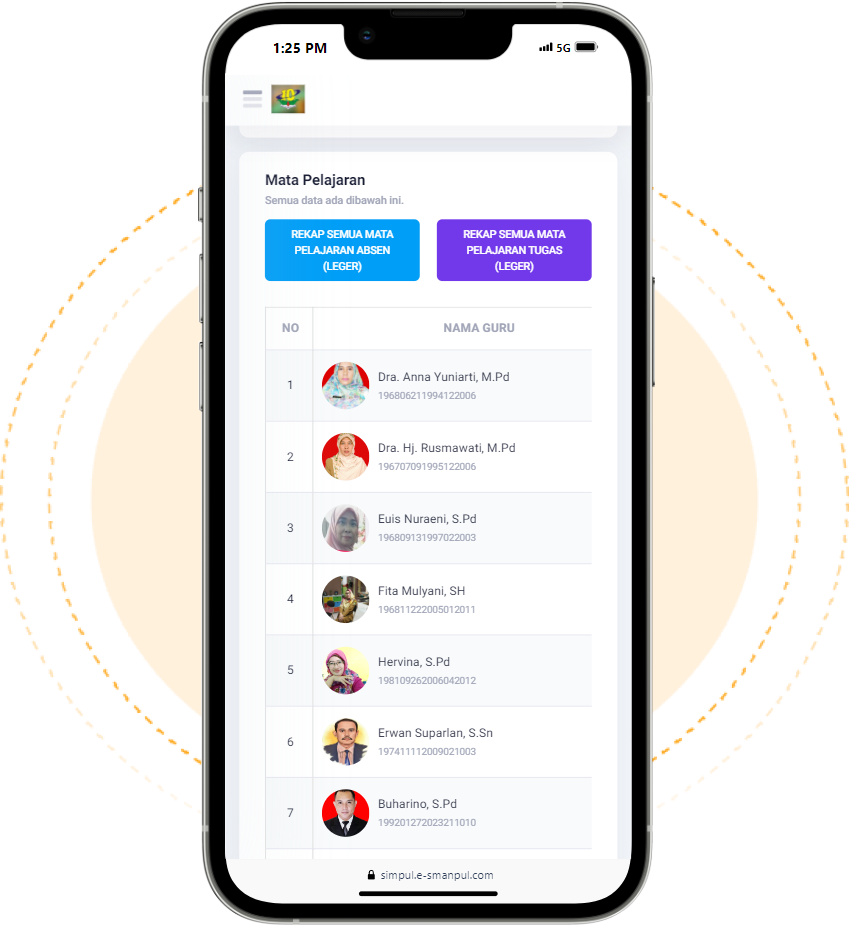 1:25 PM
5G
10
Mata Pelajaran
Semua data ada dibawah ini.
REKAP SEMUA MATA
PELAJARAN ABSEN
(LEGER)
REKAP SEMUA MATA
PELAJARAN TUGAS
(LEGER)
NO
NAMA GURU
1
Dra. Anna Yuniarti, M.Pd
196806211994122006
2
Dra. Hj. Rusmawati, M.Pd
196707091995122006
3
Euis Nuraeni, S.Pd
196809131997022003
4
Fita Mulyani, SH
196811222005012011
5
Hervina, S.Pd
198109262006042012
6
Erwan Suparlan, S.Sn
197411112009021003
7
Buharino, S.Pd
199201272023211010
simpul.e-smanpul.com